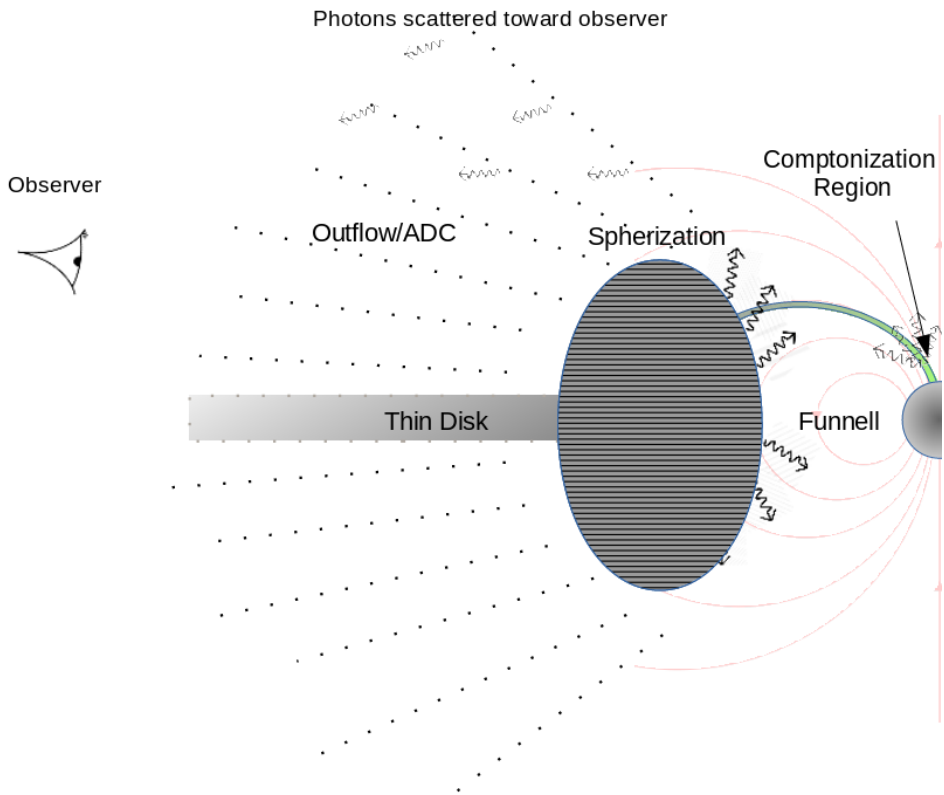 Photons scattered toward observer
Comptonization
Region
Observer
Outflow/ADC
Spherization
Thin Disk
Funnell